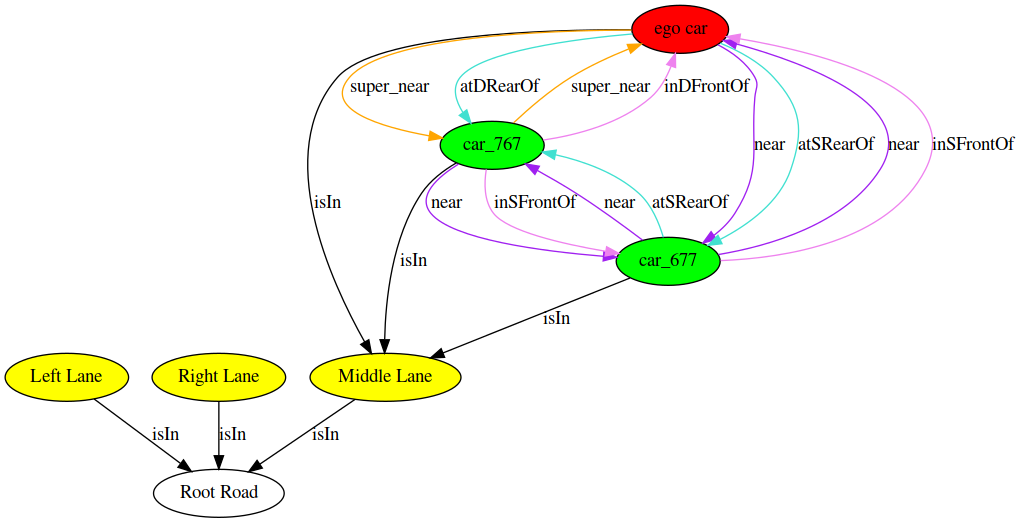 ego car
super_near
atDRearOf
super_near
inDFrontOf
car_767
near
atSRearOf
near
inSFrontOf
isIn
near
inSFrontOf
near
atSRearOf
isIn
car_677
isIn
Left Lane
Right Lane
Middle Lane
isIn
isIn
isIn
Root Road